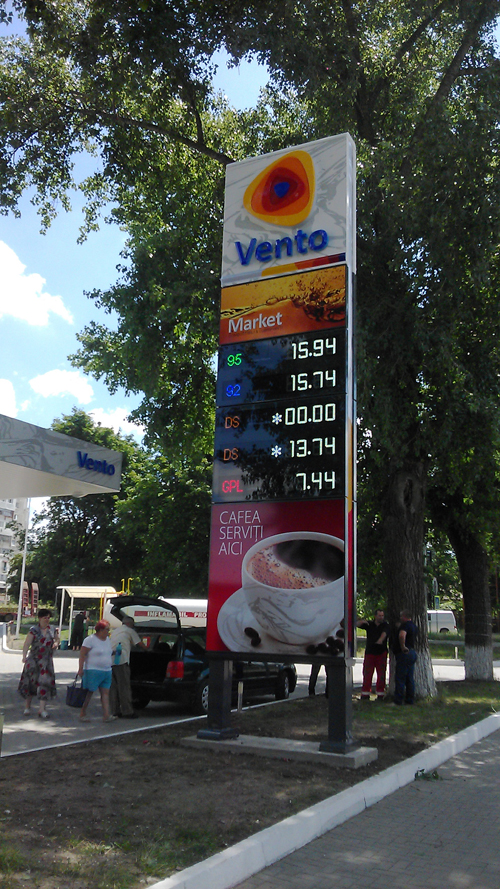 Vento
Market
95 15.94
92 15.74
DS *00.00
DS *13.74
GPL 7.44
CAFEA
SERVIȚI
AICI
Vento